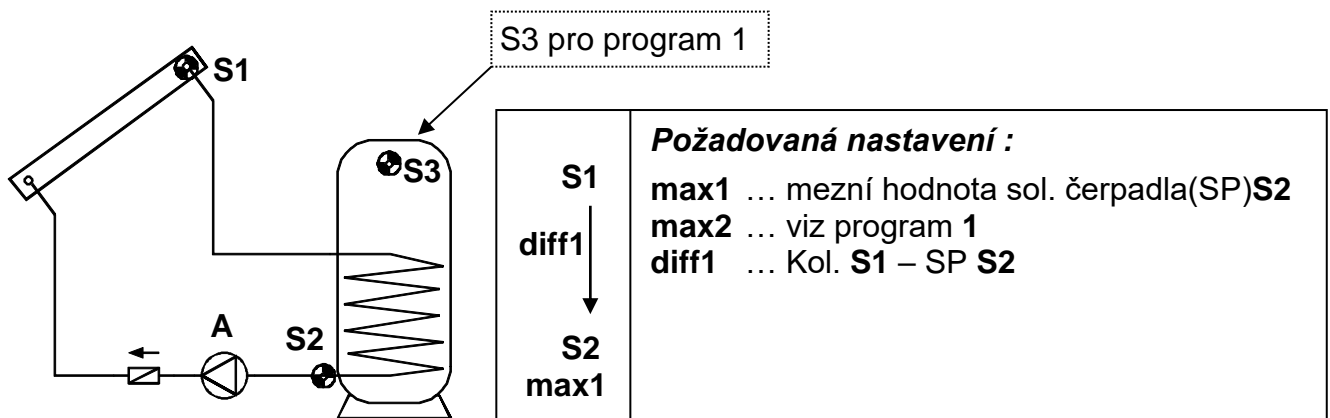 S3 pro program 1
S1
S3
A
S2
S1
diff1
S2
max1
Požadovaná nastavení :
max1 … mezní hodnota sol. čerpadla(SP)S2
max2 … viz program 1
diff1 … Kol. S1 – SP S2